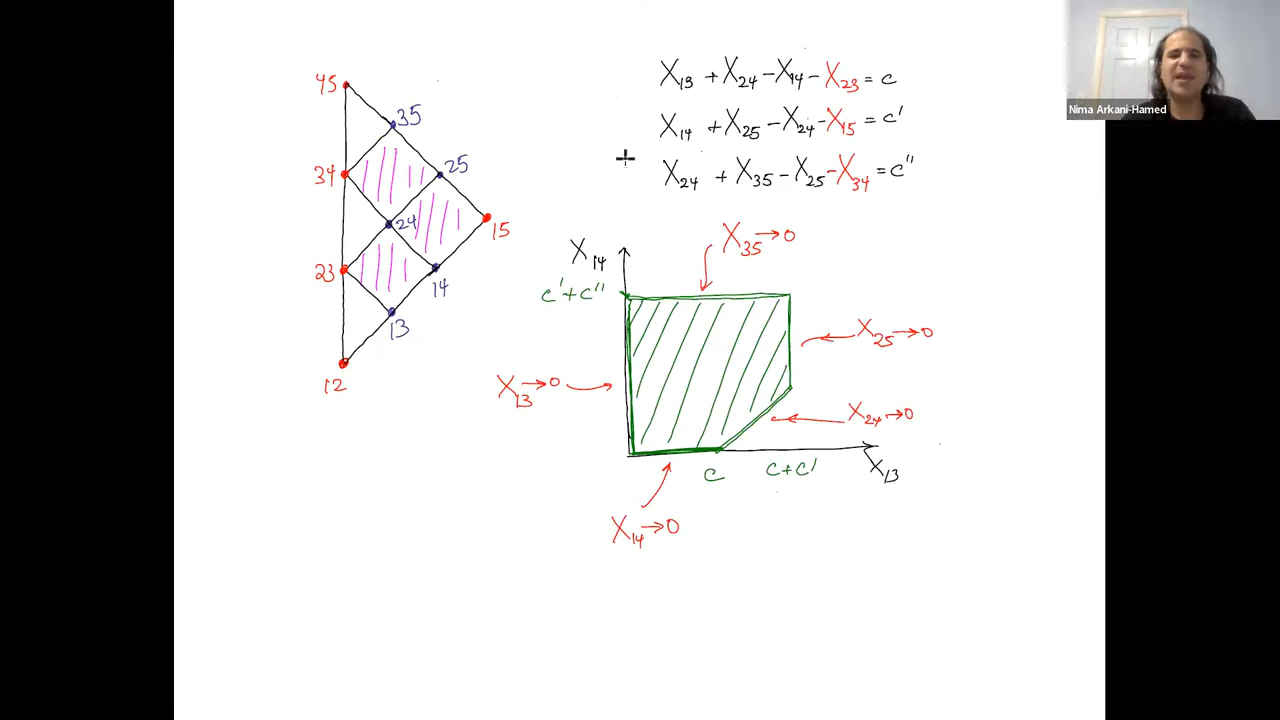 45
35
34
25
24
15
23
14
13
12
X13 + X24 - X14 - X23 = c
X14 + X25 - X24 - X15 = c'
X24 + X35 - X25 - X34 = c''
Nima Arkani-Hamed
X35 → 0
X14
c' + c''
X25 → 0
X13 → 0
X24 → 0
c
c + c'
X13
X14 → 0